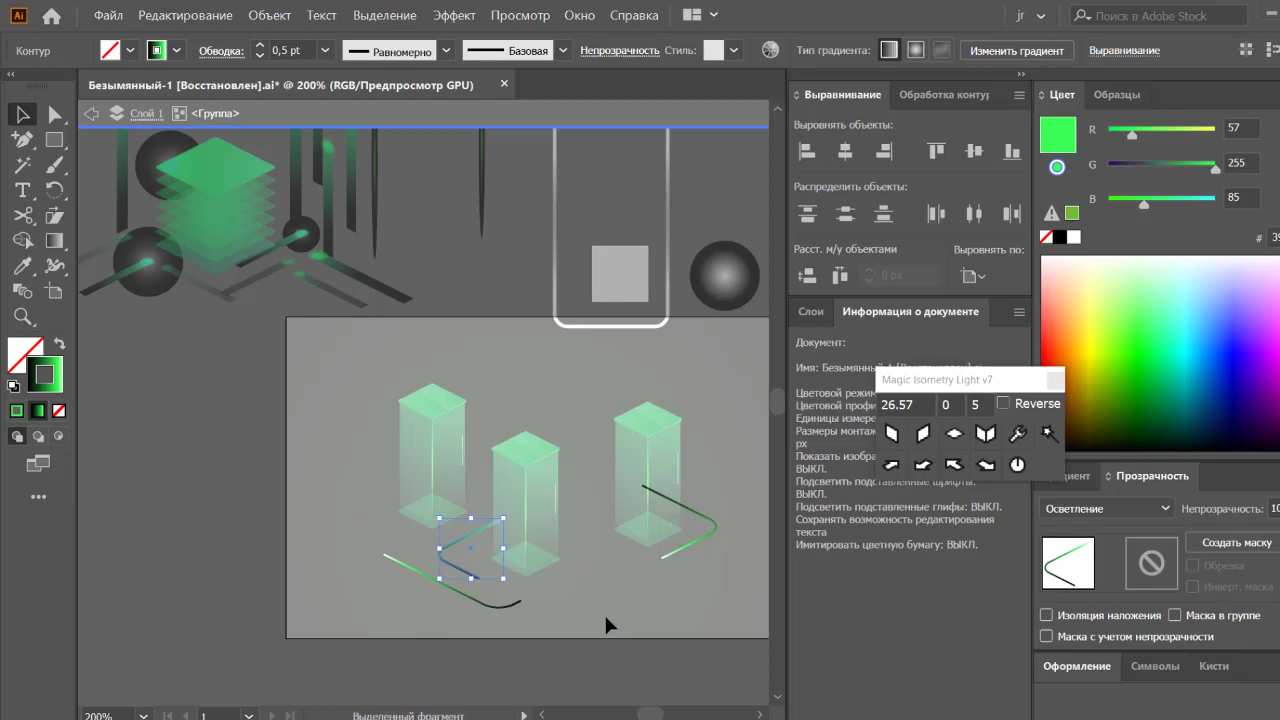 Ai Файл Редактирование Объект Текст Выделение Эффект Просмотр Окно Справка jr Поиск в Adobe Stock
Контур Обводка: 0,5 pt Равномерно Базовая Непрозрачность Стиль: Тип градиента: Изменить градиент Выравнивание
Безымянный-1 [Восстановлен].ai* @ 200% (RGB/Предпросмотр GPU)
Слой 1 <Группа>
Выравнивание Обработка контур
Выровнять объекты:
Распределить объекты:
Расст. м/у объектами Выровнять по:
0 px
Слои Информация о документе
Документ:
Имя: Безымянный-1 [Восстановлен].ai
Цветовой режим
Цветовой профи
Единицы измере
Размеры монтаж
px
Показать изобра
ВЫКЛ.
Подсветить подставленные шрифты:
ВЫКЛ.
Подсветить подставленные глифы: ВЫКЛ.
Сохранять возможность редактирования
текста
Имитировать цветную бумагу: ВЫКЛ.
Magic Isometry Light v7
26.57 0 5 Reverse
Цвет Образцы
R 57
G 255
B 85
# 39
диент Прозрачность
Осветление Непрозрачность: 10
Создать маску
Обрезка
Инверт. маска
Изоляция наложения Маска в группе
Маска с учетом непрозрачности
Оформление Символы Кисти
200% 1 Выделенный фрагмент